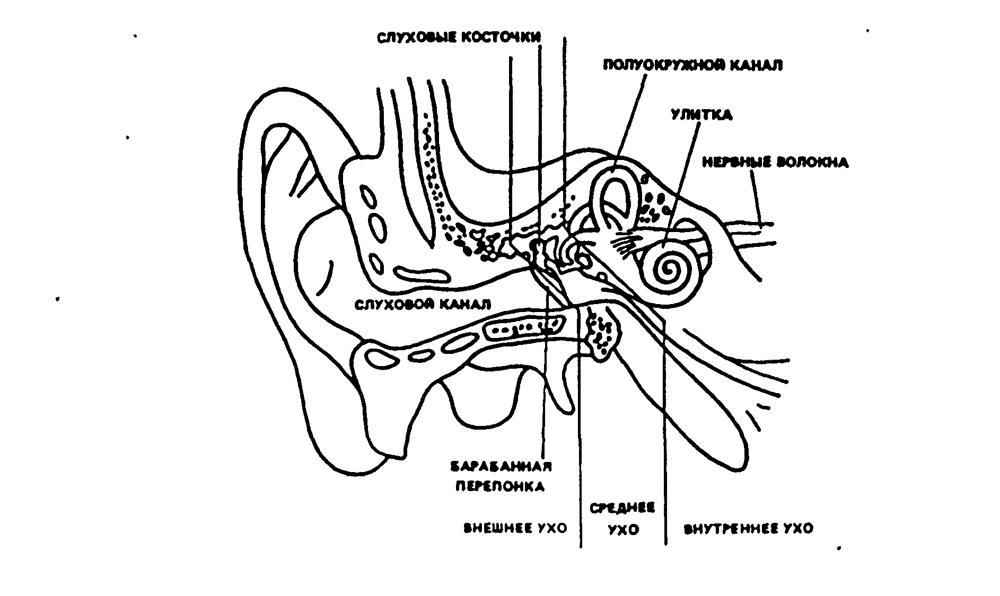 СЛУХОВЫЕ КОСТОЧКИ
ПОЛУОКРУЖНОЙ КАНАЛ
УЛИТКА
НЕРВНЫЕ ВОЛОКНА
СЛУХОВОЙ КАНАЛ
БАРАБАННАЯ
ПЕРЕПОНКА
ВНЕШНЕЕ УХО
СРЕДНЕЕ
УХО
ВНУТРЕННЕЕ УХО